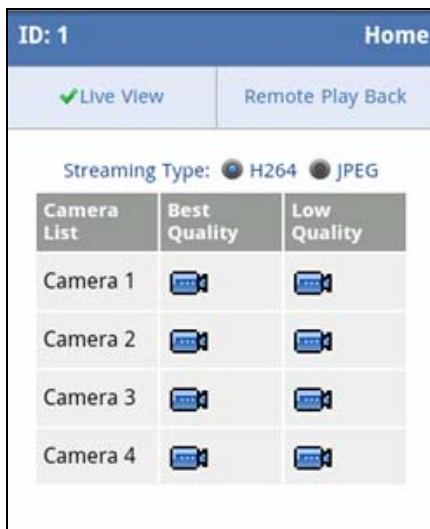 ID: 1 Home
Live View Remote Play Back
Streaming Type: H264 JPEG
Camera List Best Quality Low Quality
Camera 1
Camera 2
Camera 3
Camera 4